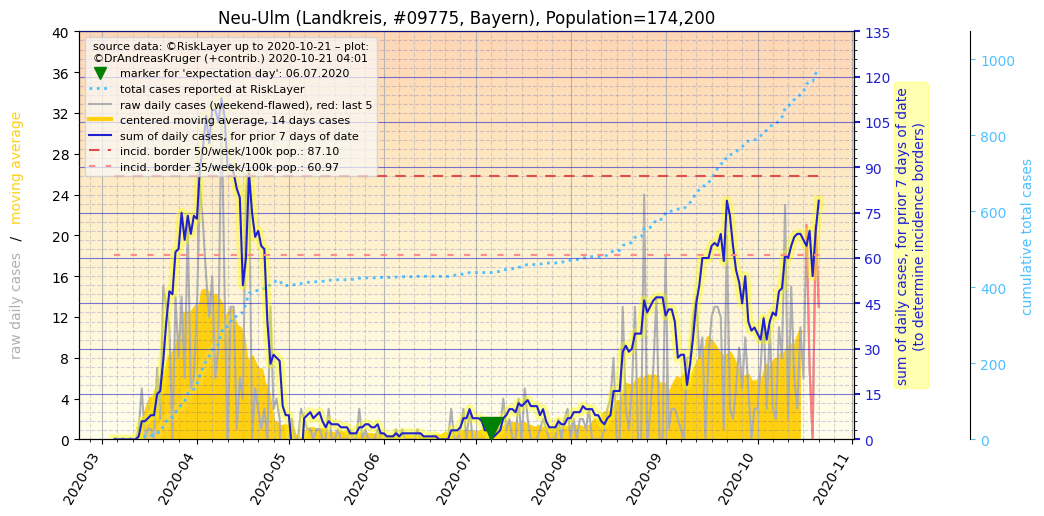 Neu-Ulm (Landkreis, #09775, Bayern), Population=174,200
source data: ©RiskLayer up to 2020-10-21 – plot:
©DrAndreasKruger (+contrib.) 2020-10-21 04:01
marker for 'expectation day': 06.07.2020
total cases reported at RiskLayer
raw daily cases (weekend-flawed), red: last 5
centered moving average, 14 days cases
sum of daily cases, for prior 7 days of date
incid. border 50/week/100k pop.: 87.10
incid. border 35/week/100k pop.: 60.97
raw daily cases / moving average
40
36
32
28
24
20
16
12
8
4
0
135
120
105
90
75
60
45
30
15
0
sum of daily cases, for prior 7 days of date
(to determine incidence borders)
1000
800
600
400
200
0
cumulative total cases
2020-03
2020-04
2020-05
2020-06
2020-07
2020-08
2020-09
2020-10
2020-11